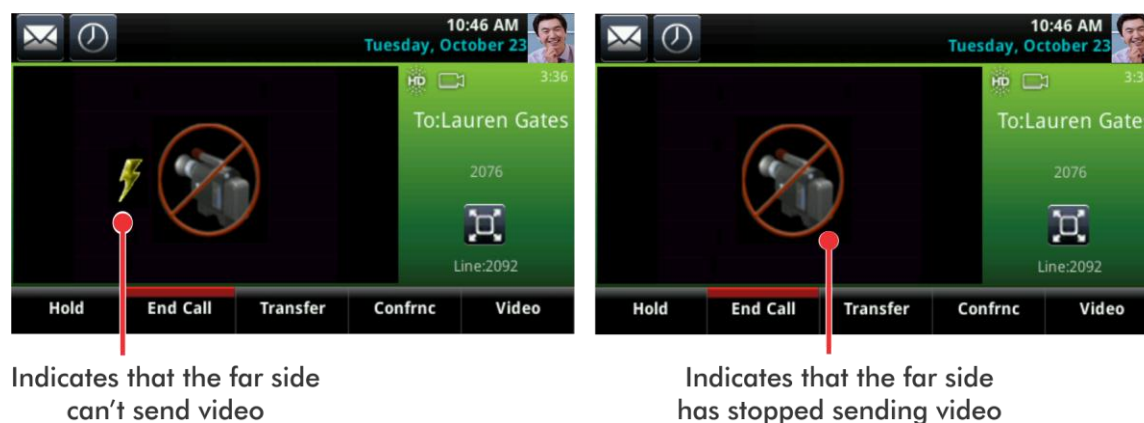 10:46 AM
Tuesday, October 23
HD
3:36
To:Lauren Gates
2076
Line:2092
Hold End Call Transfer Confrnc Video
Indicates that the far side
can't send video
10:46 AM
Tuesday, October 23
HD
3:3
To:Lauren Gate
2076
Line:2092
Hold End Call Transfer Confrnc Video
Indicates that the far side
has stopped sending video